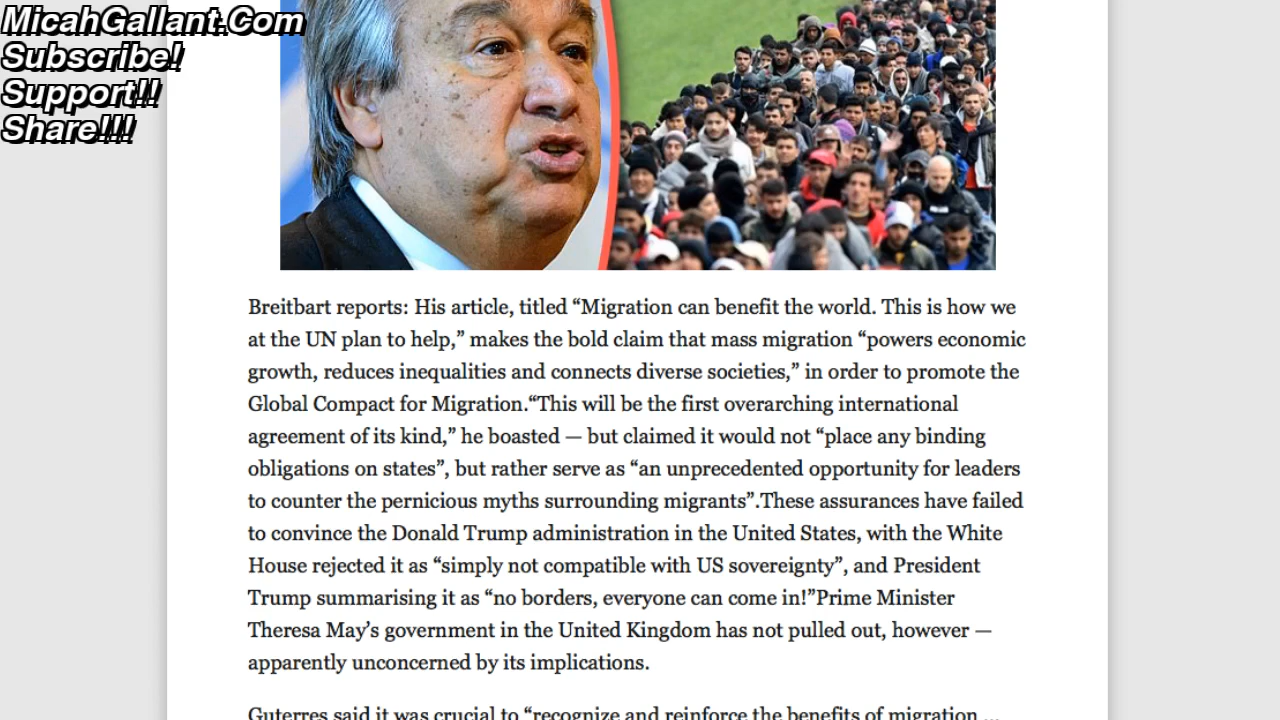 MicahGallant.Com
Subscribe!
Support!!
Share!!!
Breitbart reports: His article, titled “Migration can benefit the world. This is how we
at the UN plan to help,” makes the bold claim that mass migration “powers economic
growth, reduces inequalities and connects diverse societies,” in order to promote the
Global Compact for Migration.“This will be the first overarching international
agreement of its kind,” he boasted — but claimed it would not “place any binding
obligations on states”, but rather serve as “an unprecedented opportunity for leaders
to counter the pernicious myths surrounding migrants”.These assurances have failed
to convince the Donald Trump administration in the United States, with the White
House rejected it as “simply not compatible with US sovereignty”, and President
Trump summarising it as “no borders, everyone can come in!”Prime Minister
Theresa May’s government in the United Kingdom has not pulled out, however —
apparently unconcerned by its implications.
Guterres said it was crucial to “recognize and reinforce the benefits of migration ...